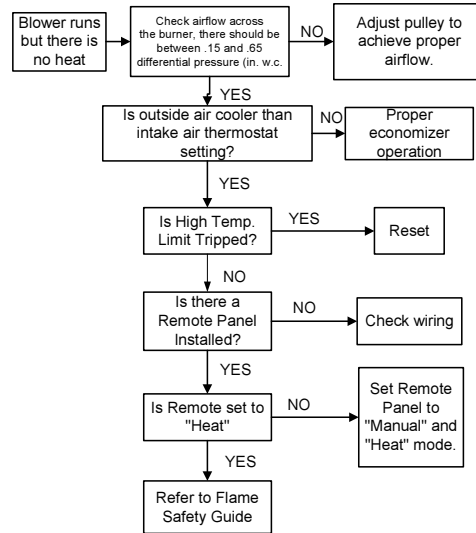 Blower runs
but there is
no heat
Check airflow across
the burner, there should be
between .15 and .65
differential pressure (in. w.c.
NO
Adjust pulley to
achieve proper
airflow.
YES
Is outside air cooler than
intake air thermostat
setting?
NO
Proper
economizer
operation
YES
Is High Temp.
Limit Tripped?
YES
Reset
NO
Is there a
Remote Panel
Installed?
NO
Check wiring
YES
Is Remote set to
"Heat"
NO
Set Remote
Panel to
"Manual" and
"Heat" mode.
YES
Refer to Flame
Safety Guide